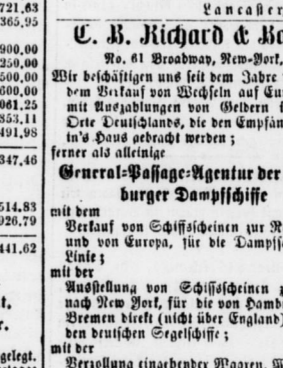 721,63
365,95
900.00
250.00
500.00
600.00
061.25
353.11
491,98
347,46
514.83
926.79
441.62
t.
r.
gelegt.
Lancaster
C. B. Richard &
No. 61 Broadway, New-York.
Wir beschäftigen uns seit dem Jahre
dem Verkauf von Wechseln auf
mit Auszahlungen von Geldern
Orte Deutschlands, die den
in's Haus gebracht werden;
ferner als alleinige
General-Passage-Agentur der
burger Dampfschiffe
mit dem
Verkauf von Schiffsscheinen zur
und von Europa, für die
Linie;
mit der
Ausstellung von Schiffsscheinen
nach New York, für die von
Bremen direkt (nicht über England)
den deutschen Segelschiffe;
mit der
Verzollung eingehender Waaren,